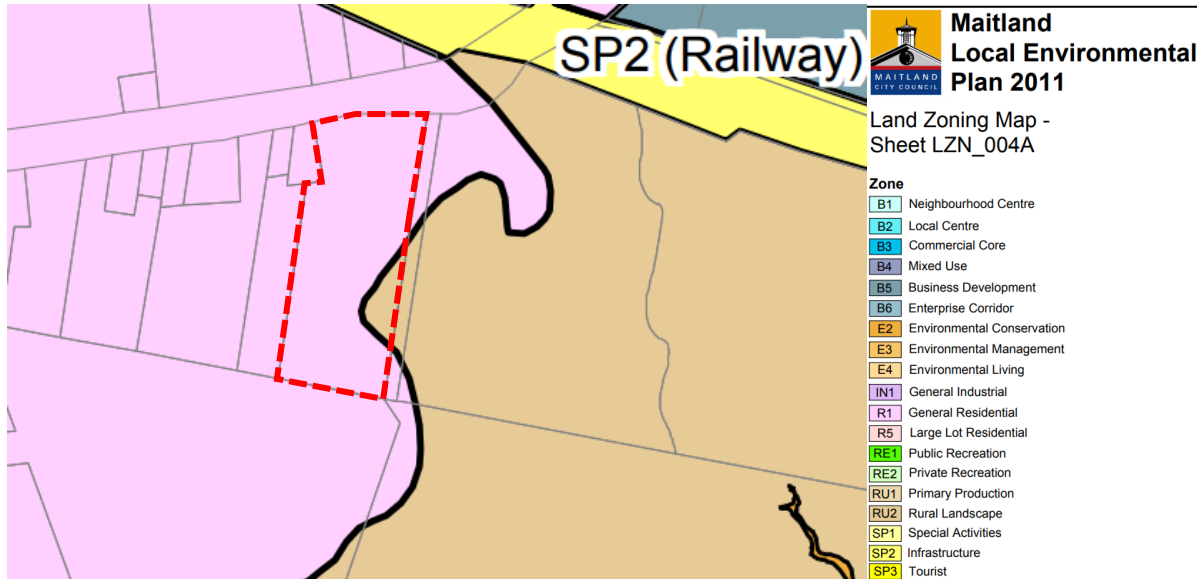 SP2 (Railway)
MAITLAND
CITY COUNCIL
Maitland
Local Environmental
Plan 2011
Land Zoning Map -
Sheet LZN_004A
Zone
B1 Neighbourhood Centre
B2 Local Centre
B3 Commercial Core
B4 Mixed Use
B5 Business Development
B6 Enterprise Corridor
E2 Environmental Conservation
E3 Environmental Management
E4 Environmental Living
IN1 General Industrial
R1 General Residential
R5 Large Lot Residential
RE1 Public Recreation
RE2 Private Recreation
RU1 Primary Production
RU2 Rural Landscape
SP1 Special Activities
SP2 Infrastructure
SP3 Tourist